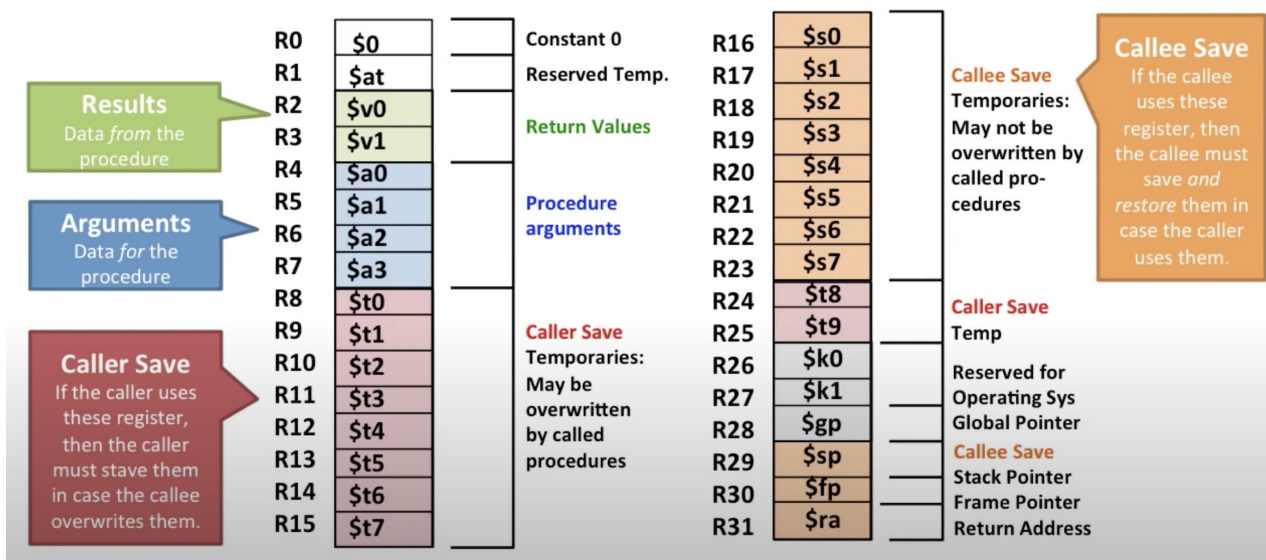 Results
Data from the
procedure
Arguments
Data for the
procedure
Caller Save
If the caller uses
these register,
then the caller
must stave them
in case the callee
overwrites them.
R0 $0
R1 $at
R2 $v0
R3 $v1
R4 $a0
R5 $a1
R6 $a2
R7 $a3
R8 $t0
R9 $t1
R10 $t2
R11 $t3
R12 $t4
R13 $t5
R14 $t6
R15 $t7
Constant 0
Reserved Temp.
Return Values
Procedure
arguments
Caller Save
Temporaries:
May be
overwritten
by called
procedures
R16 $s0
R17 $s1
R18 $s2
R19 $s3
R20 $s4
R21 $s5
R22 $s6
R23 $s7
R24 $t8
R25 $t9
R26 $k0
R27 $k1
R28 $gp
R29 $sp
R30 $fp
R31 $ra
Callee Save
Temporaries:
May not be
overwritten by
called pro-
cedures
Caller Save
Temp
Reserved for
Operating Sys
Global Pointer
Callee Save
Stack Pointer
Frame Pointer
Return Address
Callee Save
If the callee
uses these
register, then
the callee must
save and
restore them in
case the caller
uses them.